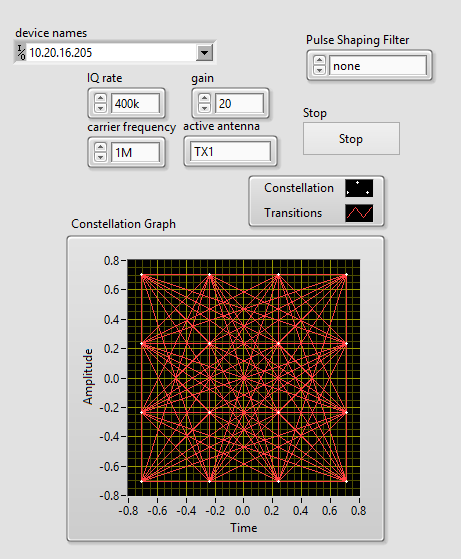 device names
Pulse Shaping Filter
I/O 10.20.16.205
none
IQ rate
gain
400k
20
Stop
carrier frequency
active antenna
Stop
1M
TX1
Constellation
Transitions
Constellation Graph
0.8
0.6
0.4
0.2
0.0
-0.2
-0.4
-0.6
-0.8
Amplitude
-0.8 -0.6 -0.4 -0.2 0.0 0.2 0.4 0.6 0.8
Time